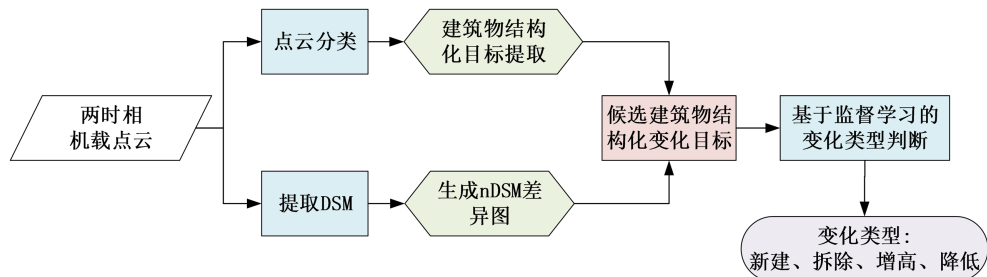 两时相
机载点云
点云分类
建筑物结构
化目标提取
提取DSM
生成nDSM差
异图
候选建筑物结
构化变化目标
基于监督学习的
变化类型判断
变化类型:
新建、拆除、增高、降低